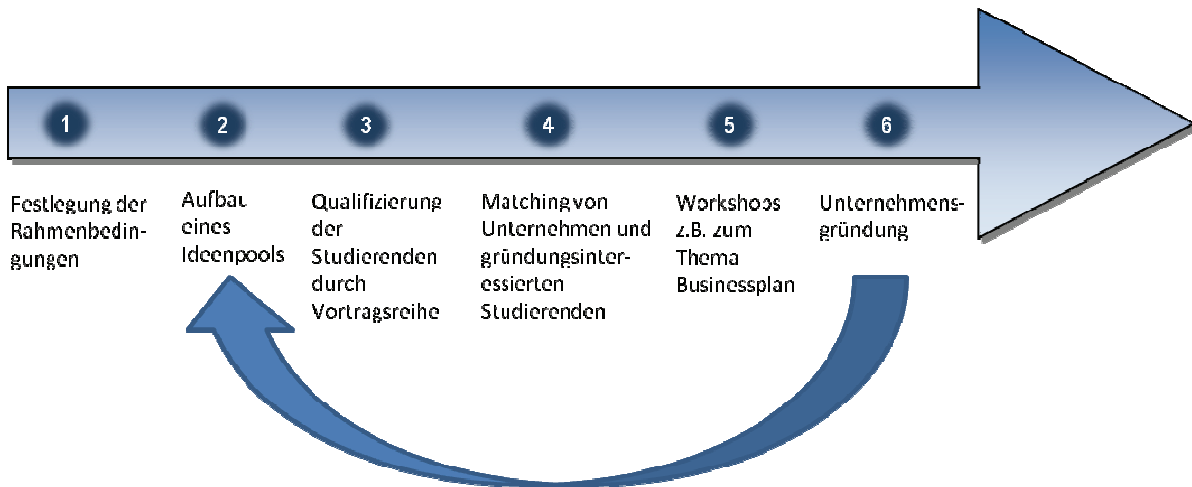 1
2
3
4
5
6
Festlegung der
Rahmenbedin-
gungen
Aufbau
eines
Ideenpools
Qualifizierung
der
Studierenden
durch
Vortragsreihe
Matching von
Unternehmen und
gründungsinter-
essierten
Studierenden
Workshops
z.B. zum
Thema
Businessplan
Unternehmens-
gründung